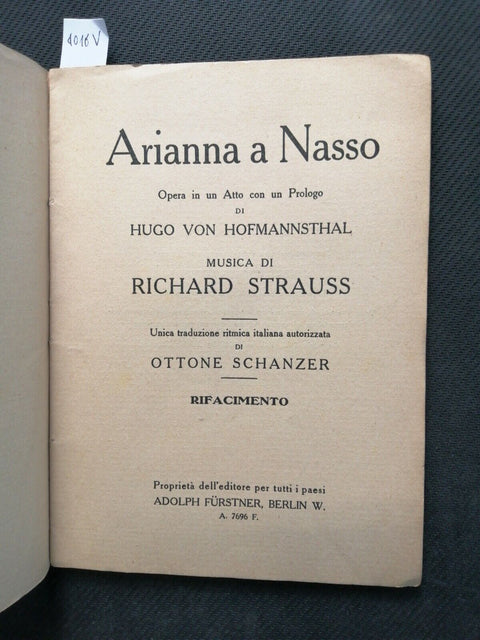 4018 V
Arianna a Nasso
Opera in un Atto con un Prologo
DI
HUGO VON HOFMANNSTHAL
MUSICA DI
RICHARD STRAUSS
Unica traduzione ritmica italiana autorizzata
DI
OTTONE SCHANZER
RIFACIMENTO
Proprietà dell'editore per tutti i paesi
ADOLPH FÜRSTNER, BERLIN W.
A. 7696 F.